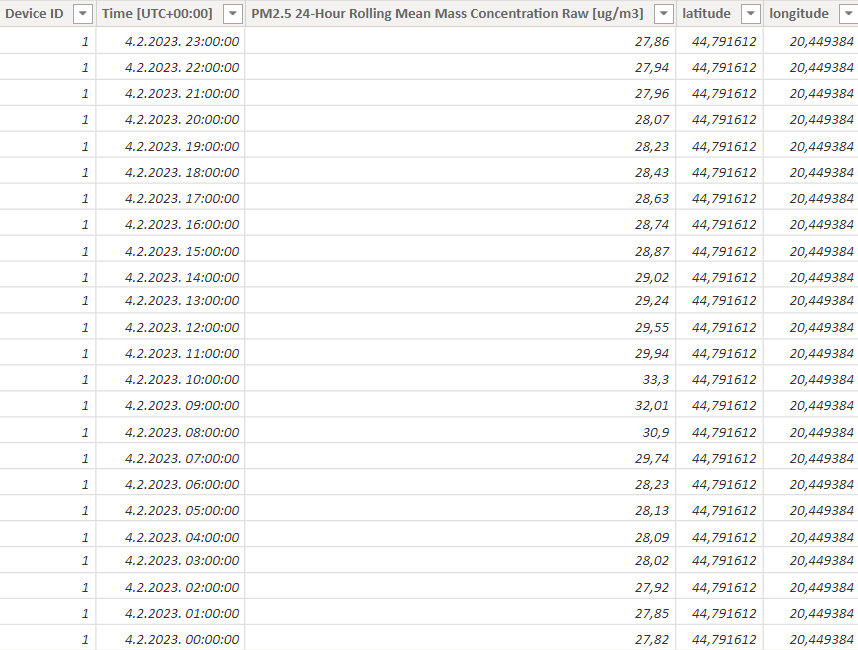 Device ID Time [UTC+00:00] PM2.5 24-Hour Rolling Mean Mass Concentration Raw [ug/m3] latitude longitude
1 4.2.2023. 23:00:00 27,86 44,791612 20,449384
1 4.2.2023. 22:00:00 27,94 44,791612 20,449384
1 4.2.2023. 21:00:00 27,96 44,791612 20,449384
1 4.2.2023. 20:00:00 28,07 44,791612 20,449384
1 4.2.2023. 19:00:00 28,23 44,791612 20,449384
1 4.2.2023. 18:00:00 28,43 44,791612 20,449384
1 4.2.2023. 17:00:00 28,63 44,791612 20,449384
1 4.2.2023. 16:00:00 28,74 44,791612 20,449384
1 4.2.2023. 15:00:00 28,87 44,791612 20,449384
1 4.2.2023. 14:00:00 29,02 44,791612 20,449384
1 4.2.2023. 13:00:00 29,24 44,791612 20,449384
1 4.2.2023. 12:00:00 29,55 44,791612 20,449384
1 4.2.2023. 11:00:00 29,94 44,791612 20,449384
1 4.2.2023. 10:00:00 33,3 44,791612 20,449384
1 4.2.2023. 09:00:00 32,01 44,791612 20,449384
1 4.2.2023. 08:00:00 30,9 44,791612 20,449384
1 4.2.2023. 07:00:00 29,74 44,791612 20,449384
1 4.2.2023. 06:00:00 28,23 44,791612 20,449384
1 4.2.2023. 05:00:00 28,13 44,791612 20,449384
1 4.2.2023. 04:00:00 28,09 44,791612 20,449384
1 4.2.2023. 03:00:00 28,02 44,791612 20,449384
1 4.2.2023. 02:00:00 27,92 44,791612 20,449384
1 4.2.2023. 01:00:00 27,85 44,791612 20,449384
1 4.2.2023. 00:00:00 27,82 44,791612 20,449384